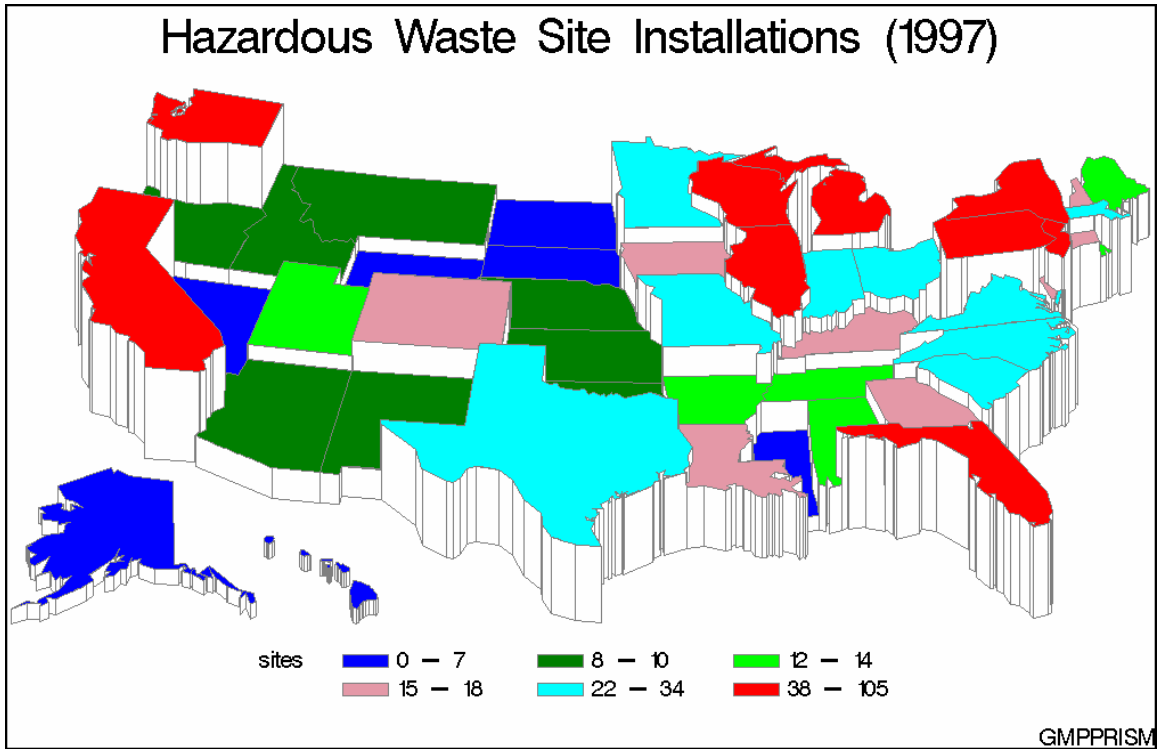 Hazardous Waste Site Installations (1997)
sites 0 – 7 8 – 10 12 – 14
15 – 18 22 – 34 38 – 105
GMPPRISM